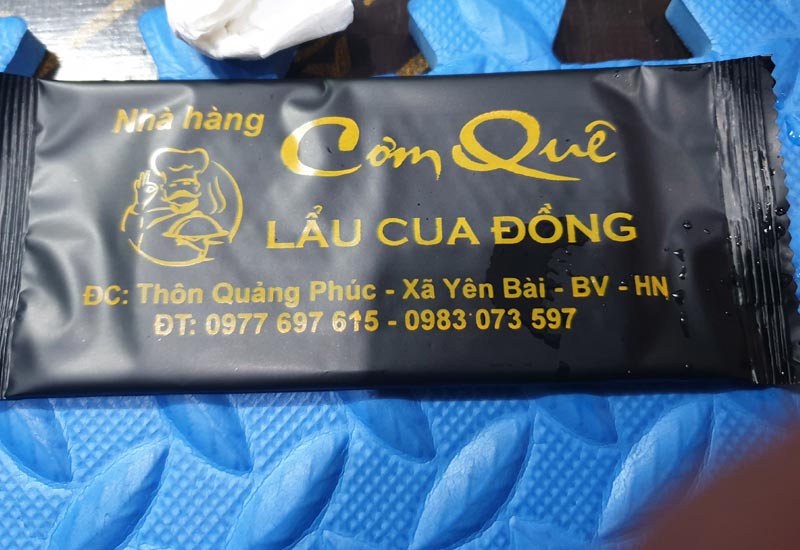 Nhà hàng
Cơm Quê
LẨU CUA ĐỒNG
ĐC: Thôn Quảng Phúc - Xã Yên Bài - BV - HN
ĐT: 0977 697 615 - 0983 073 597